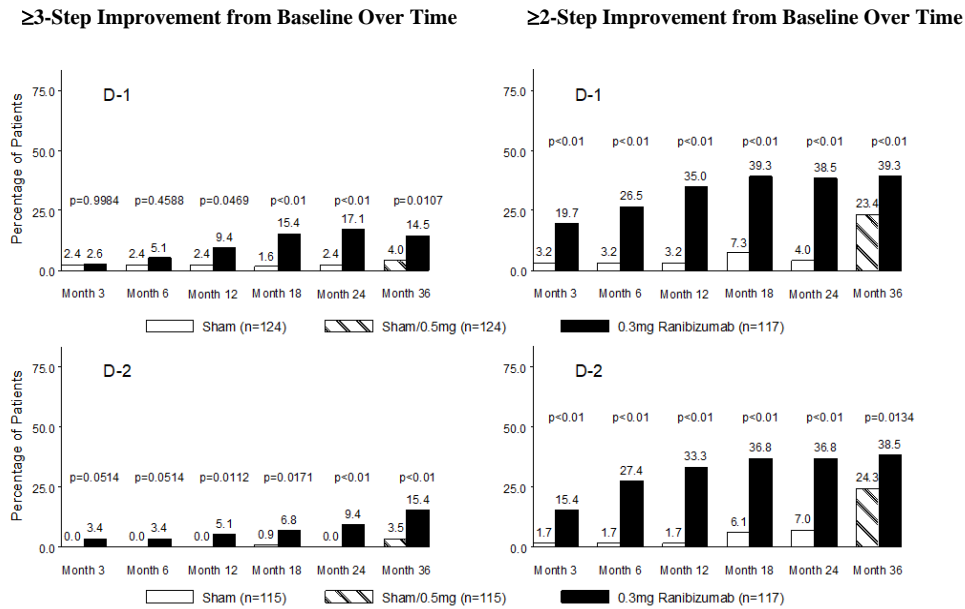 ≥3-Step Improvement from Baseline Over Time
≥2-Step Improvement from Baseline Over Time
Percentage of Patients
75.0
50.0
25.0
0.0
D-1
p=0.9984 p=0.4588 p=0.0469 p<0.01 p<0.01 p=0.0107
2.4 2.6 2.4 5.1 2.4 9.4 1.6 15.4 2.4 17.1 4.0 14.5
Month 3 Month 6 Month 12 Month 18 Month 24 Month 36
75.0
50.0
25.0
0.0
D-1
p<0.01 p<0.01 p<0.01 p<0.01 p<0.01 p<0.01
3.2 19.7 3.2 26.5 3.2 35.0 7.3 39.3 4.0 38.5 23.4 39.3
Month 3 Month 6 Month 12 Month 18 Month 24 Month 36
Sham (n=124) Sham/0.5mg (n=124) 0.3mg Ranibizumab (n=117)
Percentage of Patients
75.0
50.0
25.0
0.0
D-2
p=0.0514 p=0.0514 p=0.0112 p=0.0171 p<0.01 p<0.01
0.0 3.4 0.0 3.4 0.0 5.1 0.9 6.8 0.0 9.4 3.5 15.4
Month 3 Month 6 Month 12 Month 18 Month 24 Month 36
75.0
50.0
25.0
0.0
D-2
p<0.01 p<0.01 p<0.01 p<0.01 p<0.01 p=0.0134
1.7 15.4 1.7 27.4 1.7 33.3 6.1 36.8 7.0 36.8 24.3 38.5
Month 3 Month 6 Month 12 Month 18 Month 24 Month 36
Sham (n=115) Sham/0.5mg (n=115) 0.3mg Ranibizumab (n=117)